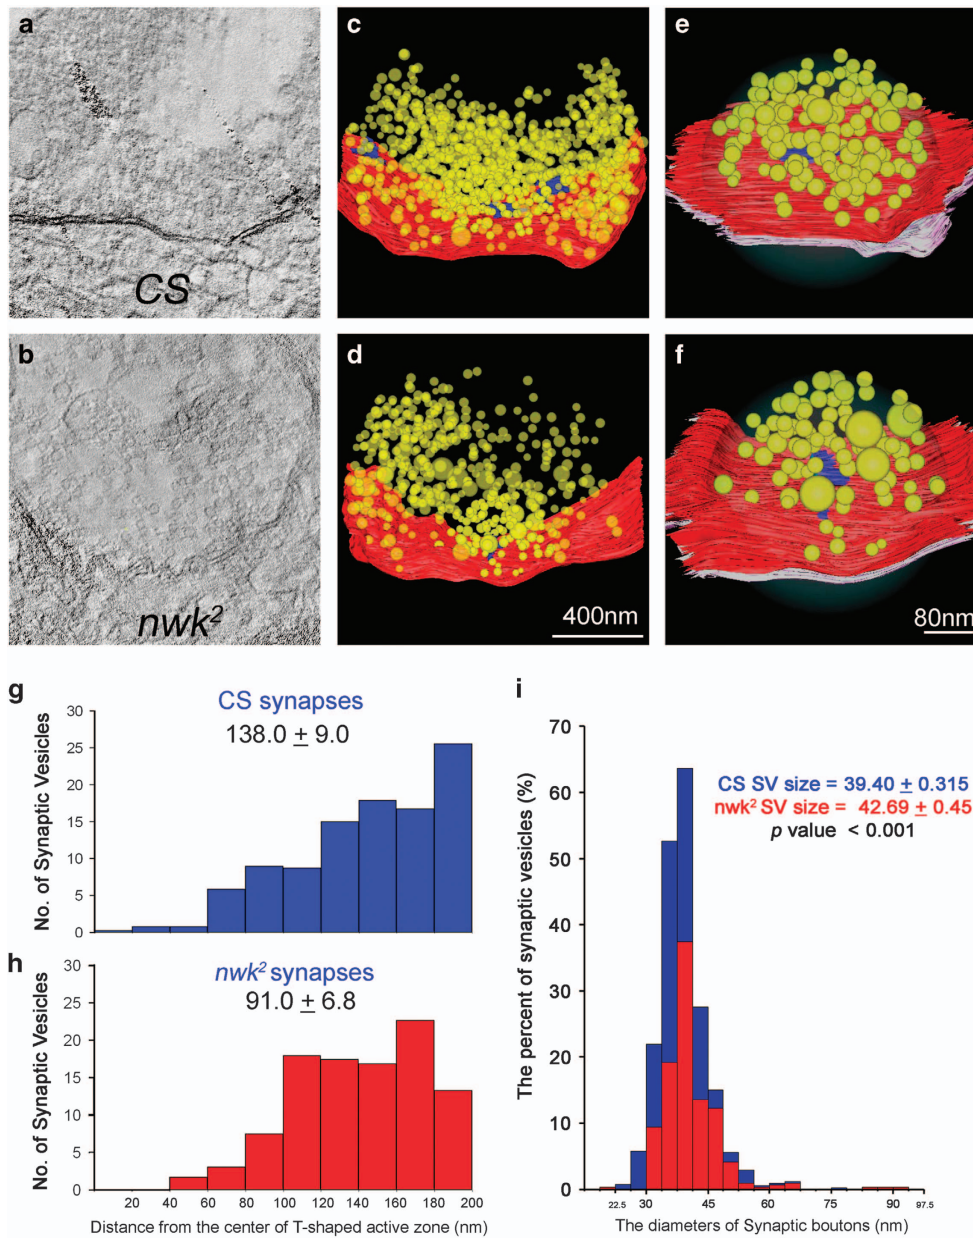 a
CS
b
nwk²
c
d
400nm
e
f
80nm
g
CS synapses
138.0 ± 9.0
No. of Synaptic Vesicles
30
25
20
15
10
5
0
h
nwk² synapses
91.0 ± 6.8
No. of Synaptic Vesicles
30
25
20
15
10
5
0
20 40 60 80 100 120 140 160 180 200
Distance from the center of T-shaped active zone (nm)
i
CS SV size = 39.40 ± 0.315
nwk² SV size = 42.69 ± 0.45
p value < 0.001
The percent of synaptic vesicles (%)
70
60
50
40
30
20
10
0
22.5 30 45 60 75 90 97.5
The diameters of Synaptic boutons (nm)